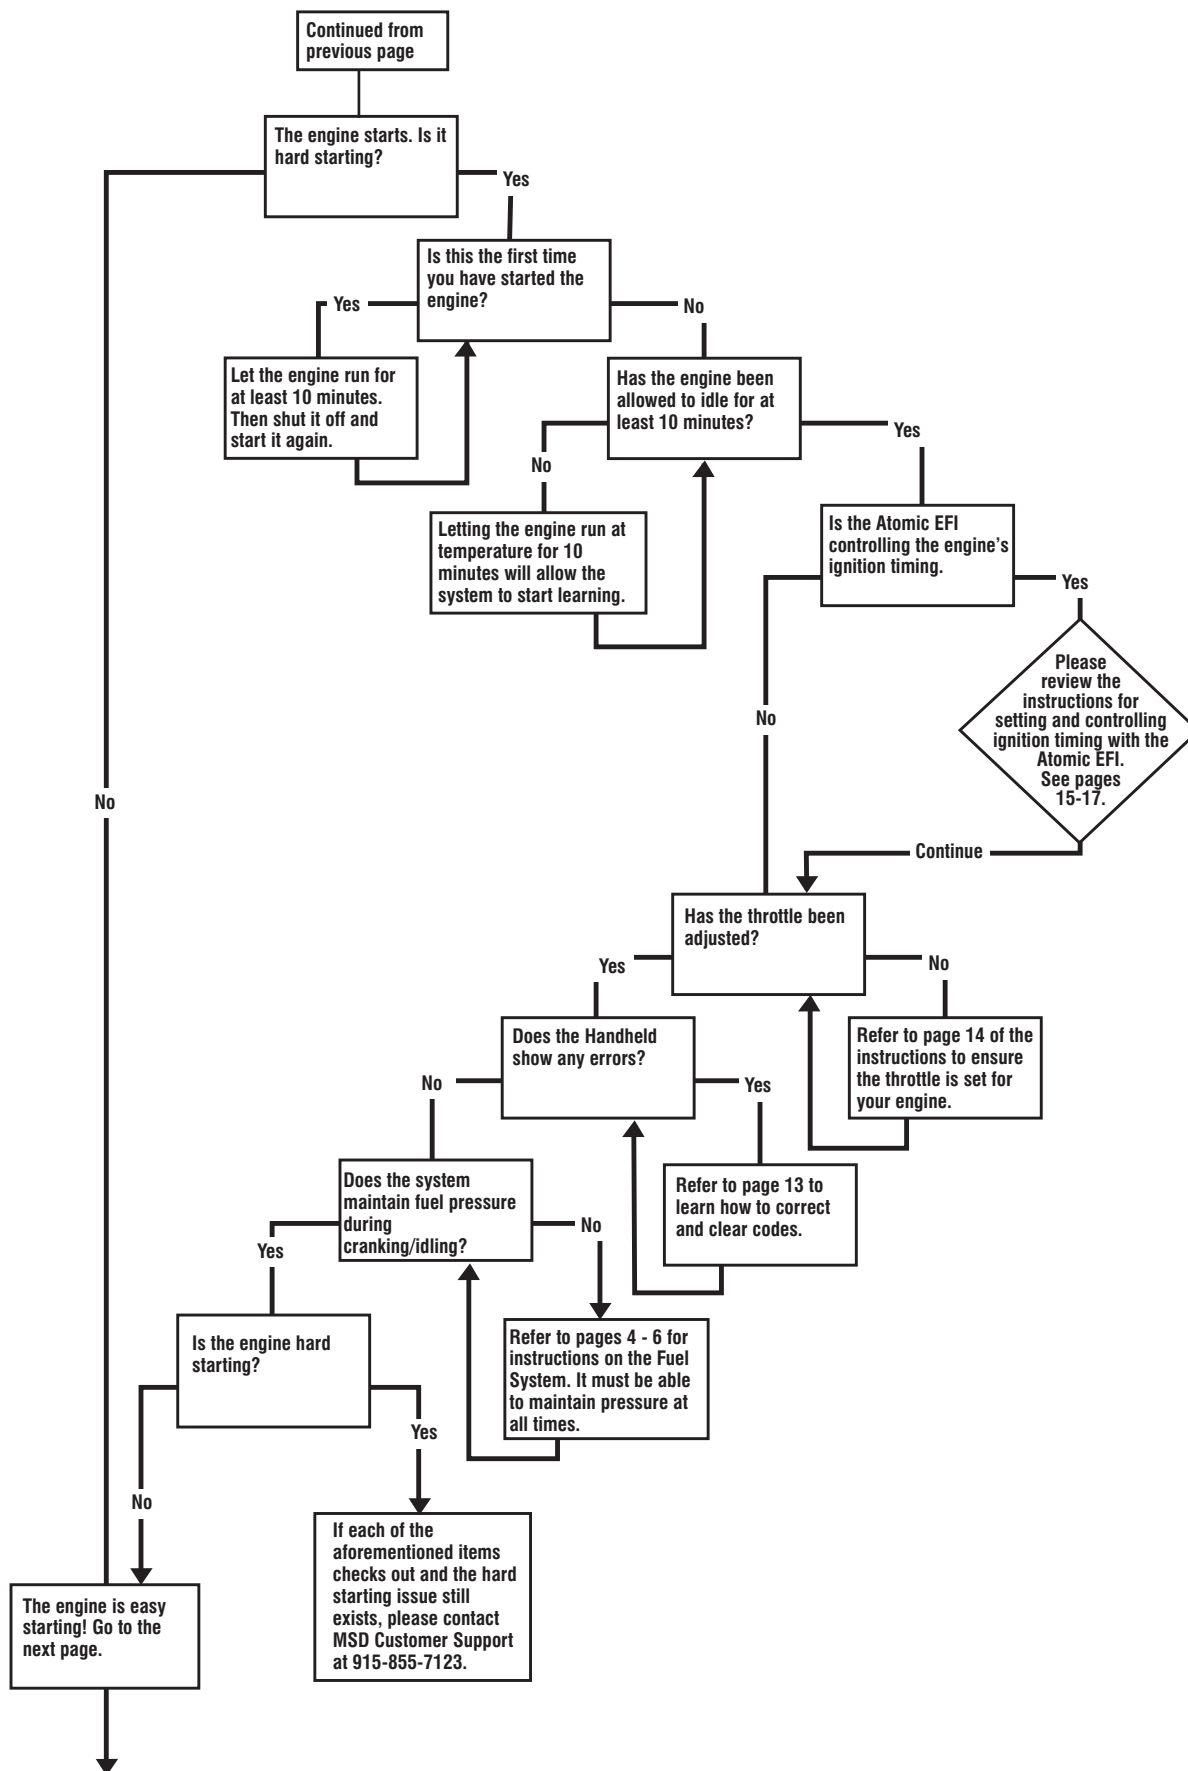 Continued from
previous page
The engine starts. Is it
hard starting?
Yes
Is this the first time
you have started the
engine?
Yes
No
Let the engine run for
at least 10 minutes.
Then shut it off and
start it again.
Has the engine been
allowed to idle for at
least 10 minutes?
No
Yes
Letting the engine run at
temperature for 10
minutes will allow the
system to start learning.
Is the Atomic EFI
controlling the engine's
ignition timing.
Yes
Please
review the
instructions for
setting and controlling
ignition timing with the
Atomic EFI.
See pages
15-17.
No
No
Continue
Has the throttle been
adjusted?
Yes
No
Does the Handheld
show any errors?
Refer to page 14 of the
instructions to ensure
the throttle is set for
your engine.
No
Yes
Does the system
maintain fuel pressure
during
cranking/idling?
Refer to page 13 to
learn how to correct
and clear codes.
Yes
No
Is the engine hard
starting?
Refer to pages 4 - 6 for
instructions on the Fuel
System. It must be able
to maintain pressure at
all times.
Yes
No
If each of the
aforementioned items
checks out and the hard
starting issue still
exists, please contact
MSD Customer Support
at 915-855-7123.
The engine is easy
starting! Go to the
next page.